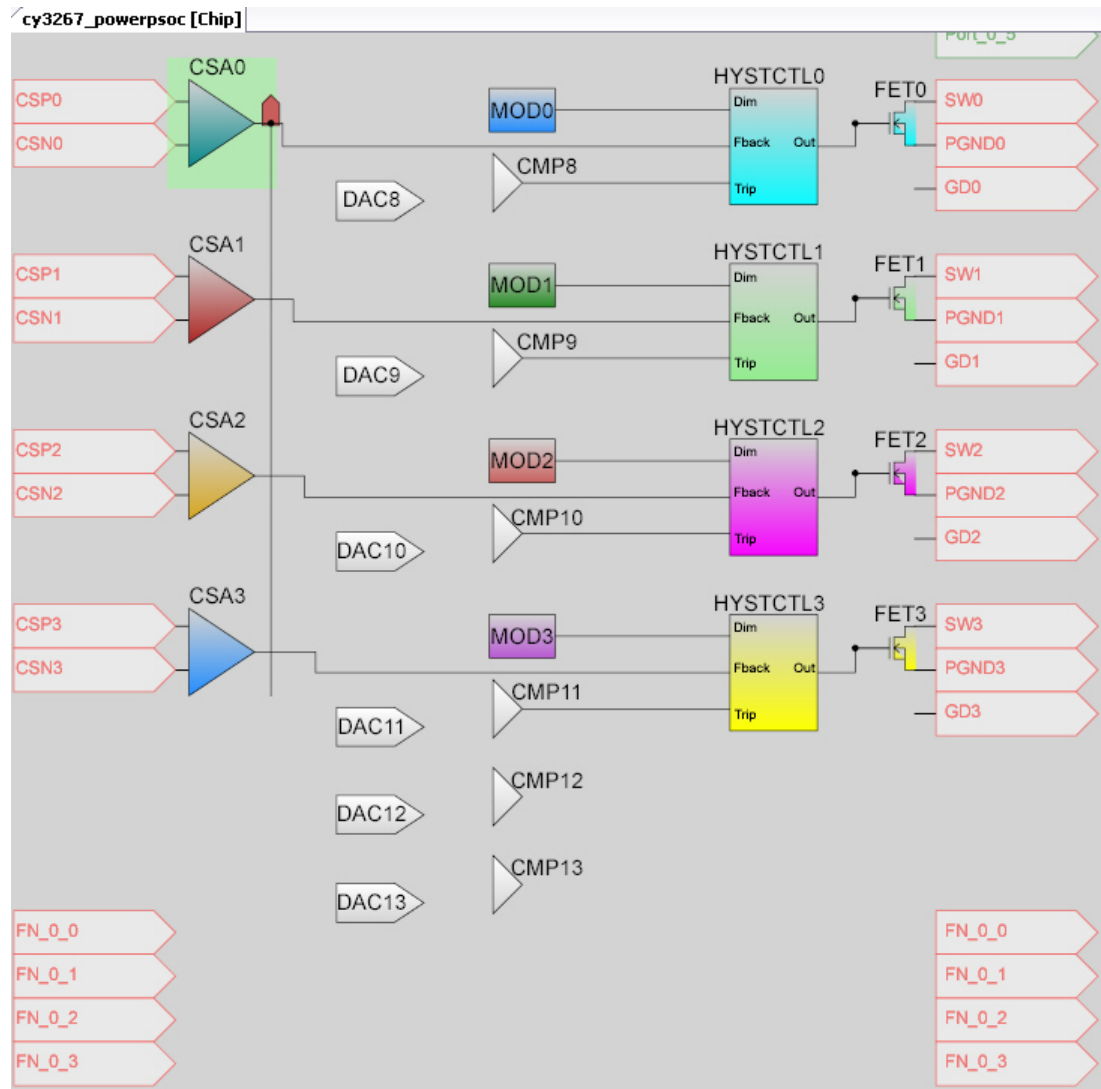 cy3267_powerpsoc [Chip]
Port_0_5
CSA0
HYSTCTL0
FET0
CSP0
MOD0
Dim
SW0
CSN0
Fback
Out
PGND0
CMP8
DAC8
Trip
GD0
CSA1
HYSTCTL1
FET1
CSP1
MOD1
Dim
SW1
CSN1
Fback
Out
PGND1
CMP9
DAC9
Trip
GD1
CSA2
HYSTCTL2
FET2
CSP2
MOD2
Dim
SW2
CSN2
Fback
Out
PGND2
CMP10
DAC10
Trip
GD2
CSA3
HYSTCTL3
FET3
CSP3
MOD3
Dim
SW3
CSN3
Fback
Out
PGND3
CMP11
DAC11
Trip
GD3
CMP12
DAC12
CMP13
DAC13
FN_0_0
FN_0_0
FN_0_1
FN_0_1
FN_0_2
FN_0_2
FN_0_3
FN_0_3